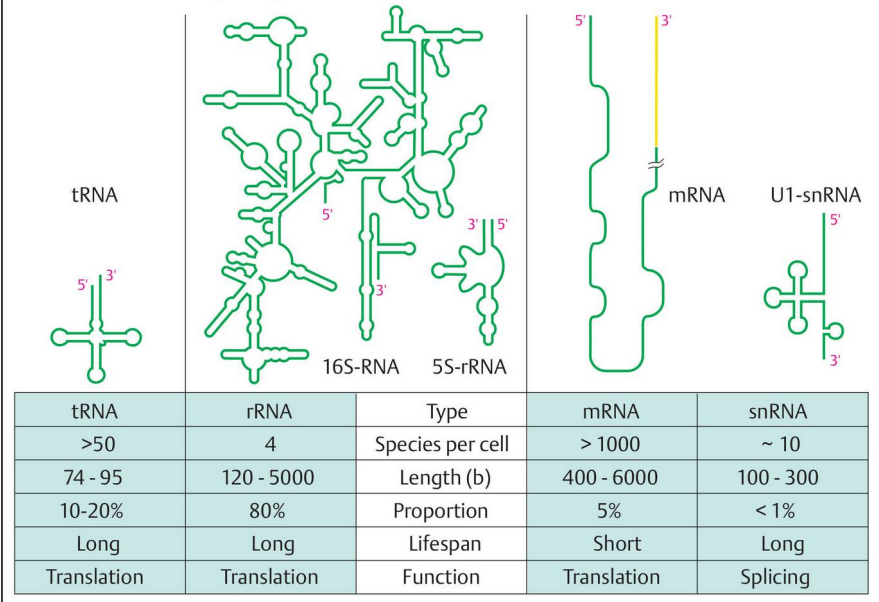 5' 3'
tRNA
mRNA
U1-snRNA
5'
5'
3' 5'
5' 3'
3'
3'
16S-RNA 5S-rRNA
tRNA rRNA Type mRNA snRNA
>50 4 Species per cell > 1000 ~ 10
74 - 95 120 - 5000 Length (b) 400 - 6000 100 - 300
10-20% 80% Proportion 5% < 1%
Long Long Lifespan Short Long
Translation Translation Function Translation Splicing